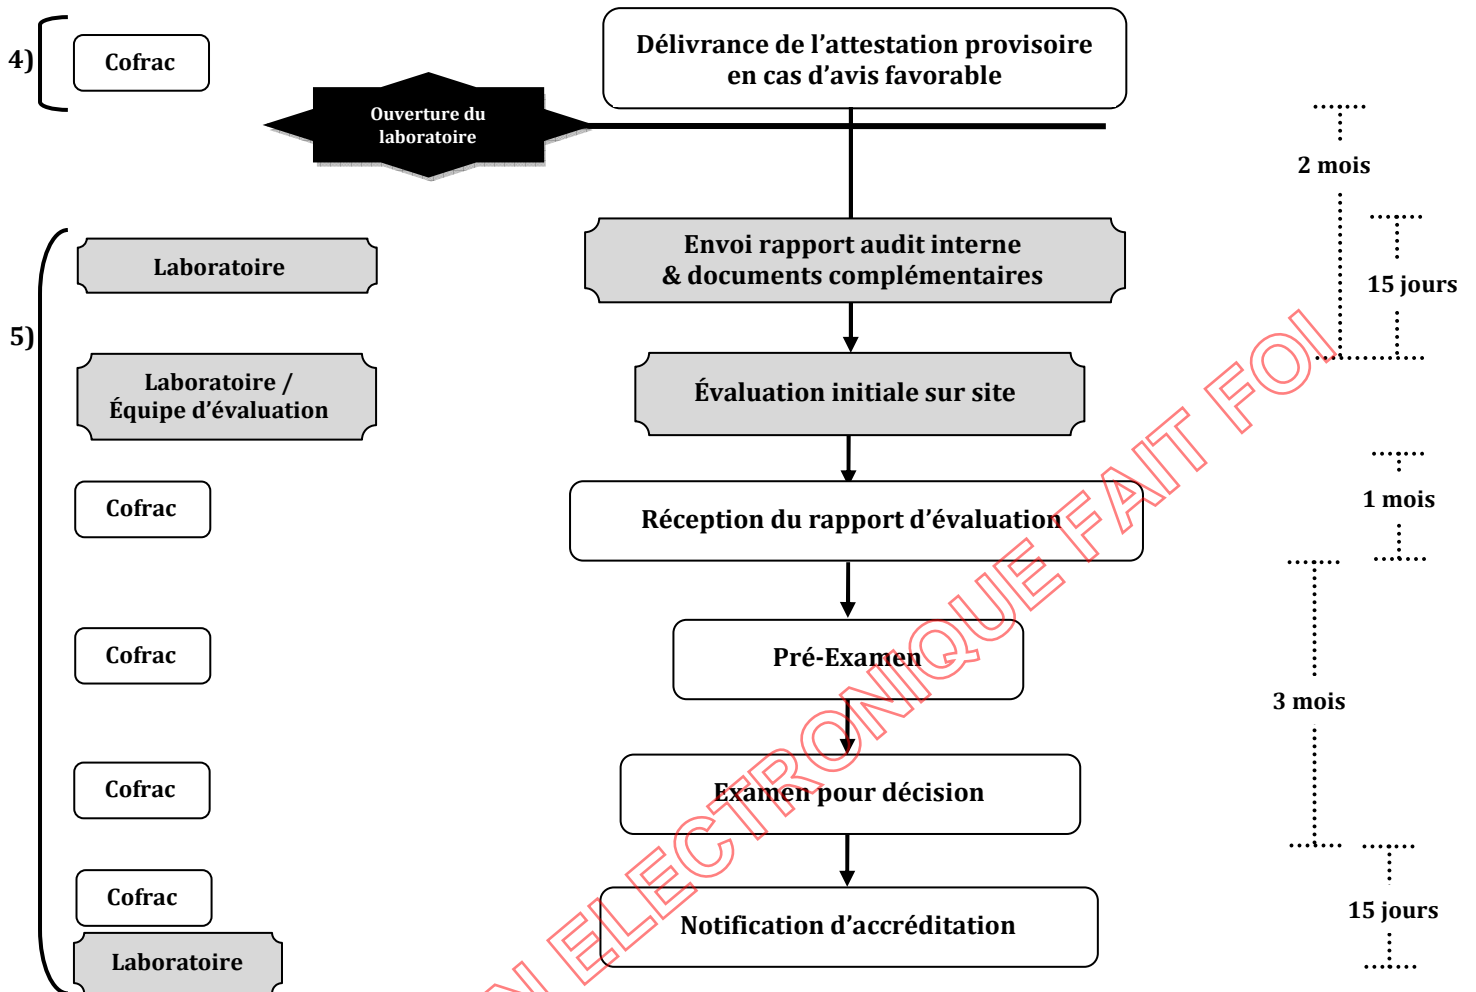 4)
Cofrac
Délivrance de l'attestation provisoire
en cas d'avis favorable
Ouverture du
laboratoire
2 mois
5)
Laboratoire
Envoi rapport audit interne
& documents complémentaires
15 jours
Laboratoire /
Équipe d'évaluation
Évaluation initiale sur site
Cofrac
Réception du rapport d'évaluation
1 mois
Cofrac
Pré-Examen
3 mois
Cofrac
Examen pour décision
Cofrac
Laboratoire
Notification d'accréditation
15 jours
N ELECTRONIQUE FAIT FOI